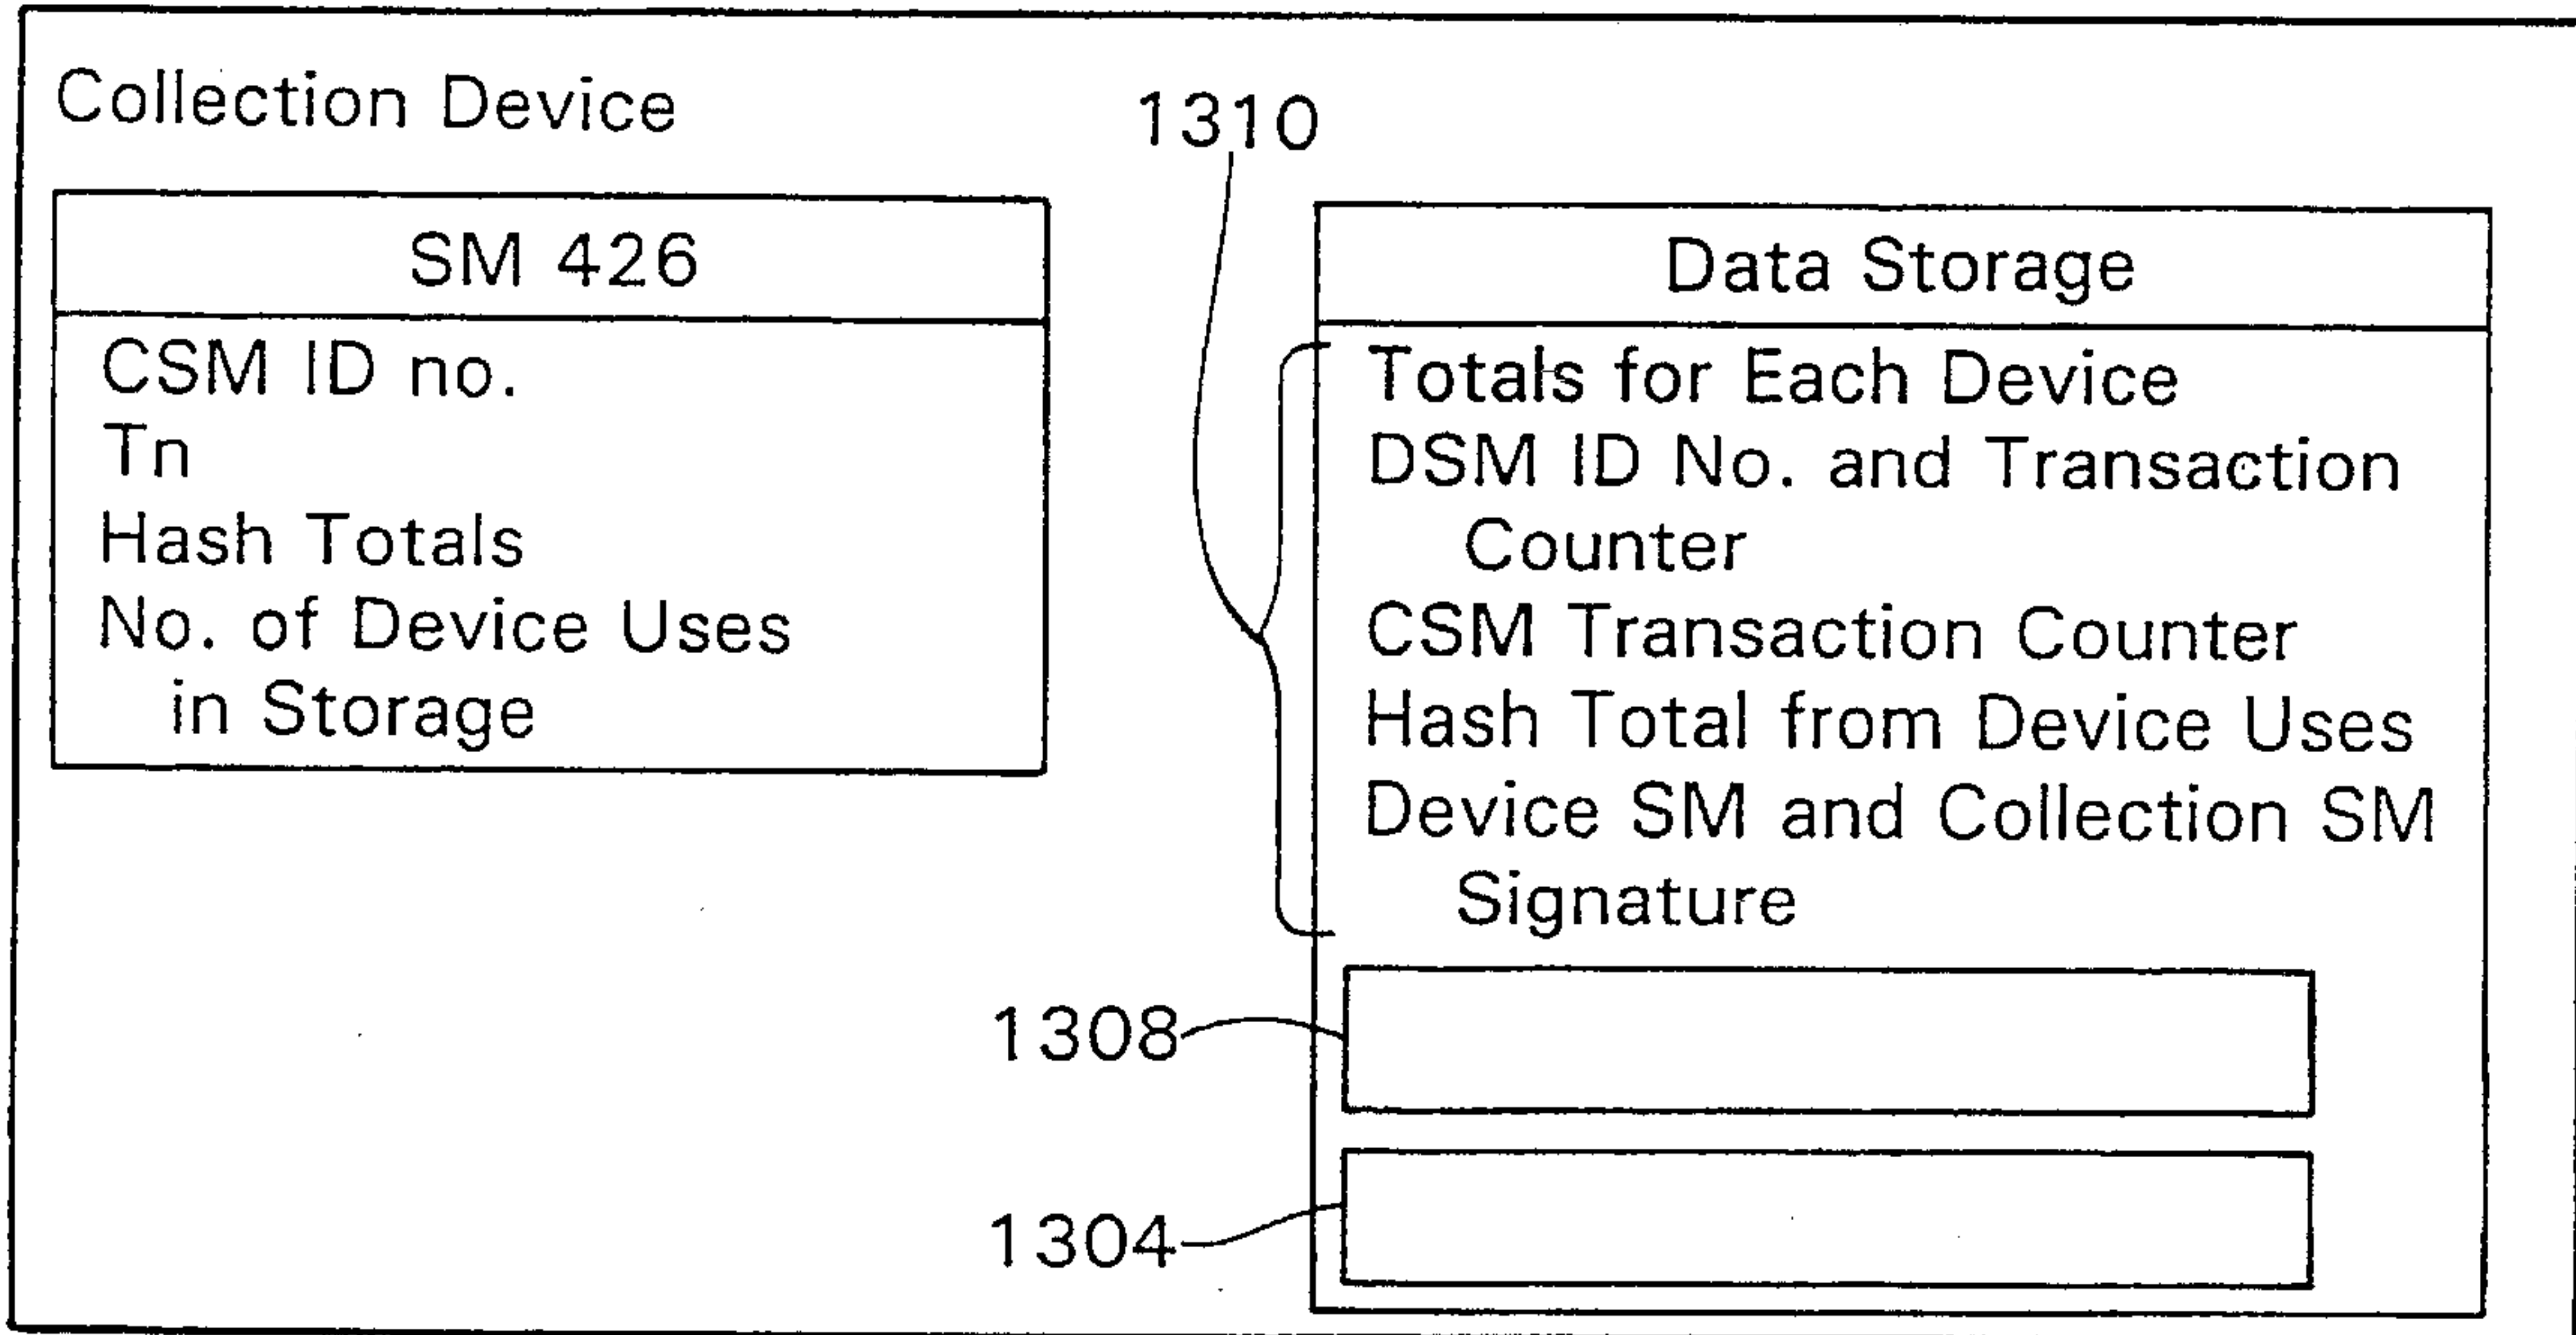 Collection Device
1310
SM 426
CSM ID no.
Tn
Hash Totals
No. of Device Uses
in Storage
Data Storage
Totals for Each Device
DSM ID No. and Transaction
Counter
CSM Transaction Counter
Hash Total from Device Uses
Device SM and Collection SM
Signature
1308
1304